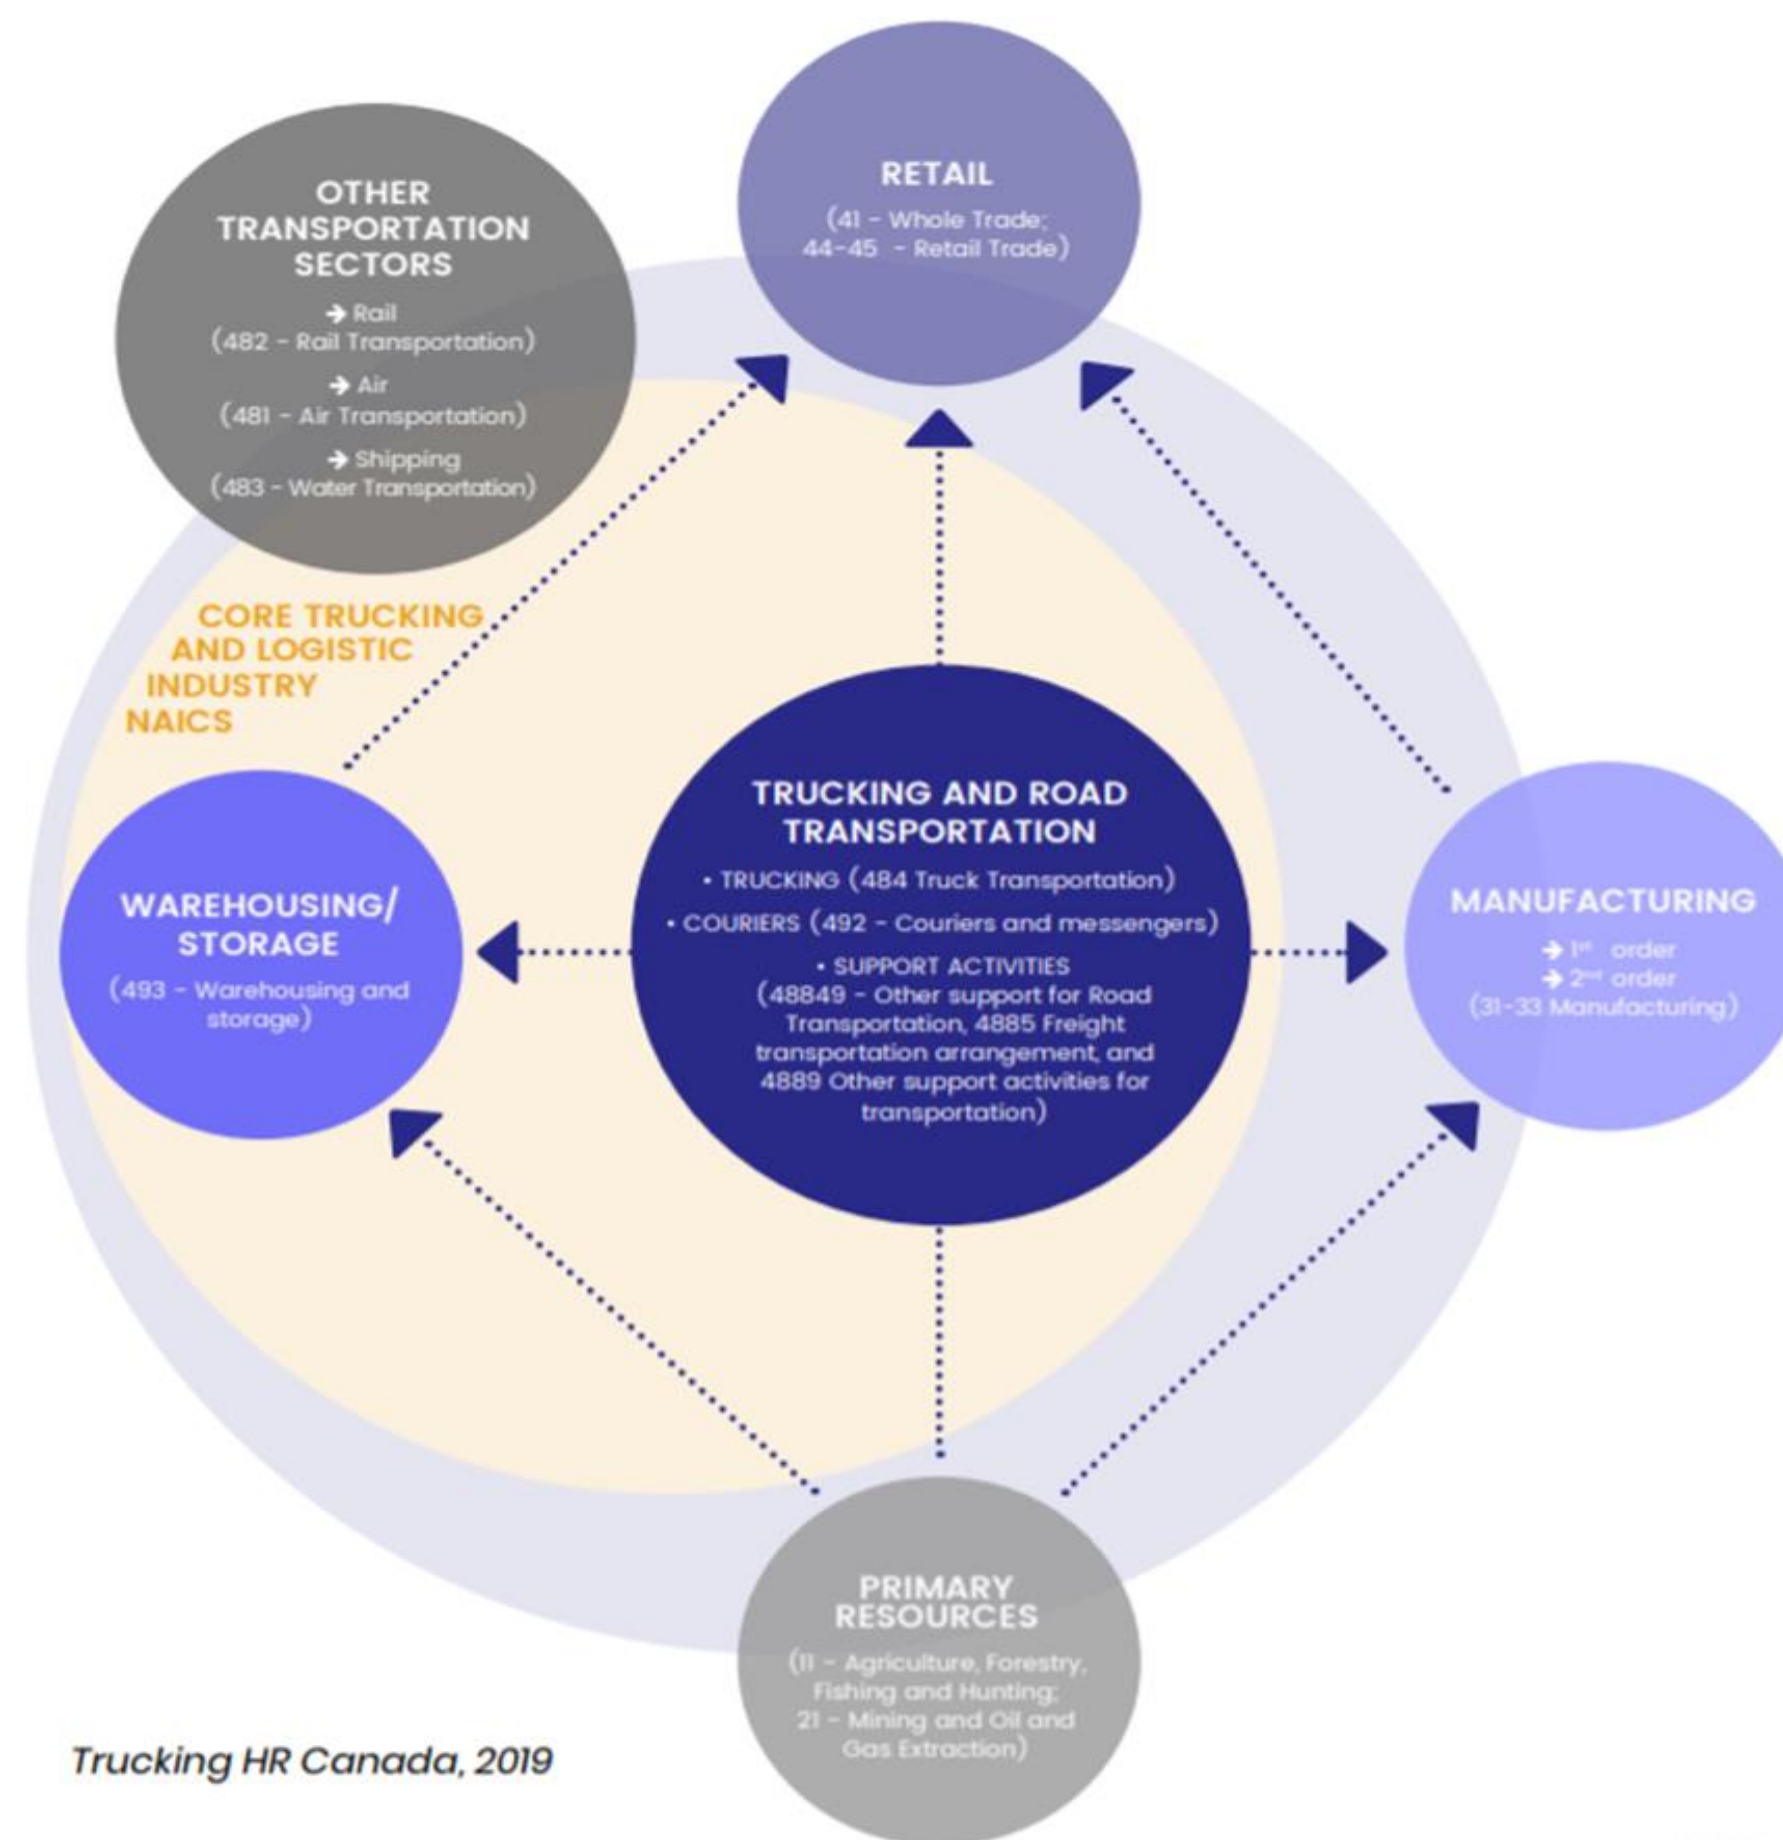 OTHER
TRANSPORTATION
SECTORS
→ Rail
(482 - Rail Transportation)
→ Air
(481 - Air Transportation)
→ Shipping
(483 - Water Transportation)
RETAIL
(41 - Whole Trade;
44-45 - Retail Trade)
CORE TRUCKING
AND LOGISTIC
INDUSTRY
NAICS
WAREHOUSING/
STORAGE
(493 - Warehousing and
storage)
TRUCKING AND ROAD
TRANSPORTATION
• TRUCKING (484 Truck Transportation)
• COURIERS (492 - Couriers and messengers)
• SUPPORT ACTIVITIES
(48849 - Other support for Road
Transportation, 4885 Freight
transportation arrangement, and
4889 Other support activities for
transportation)
MANUFACTURING
→ 1st order
→ 2nd order
(31-33 Manufacturing)
PRIMARY
RESOURCES
(11 - Agriculture, Forestry,
Fishing and Hunting;
21 - Mining and Oil and
Gas Extraction)
Trucking HR Canada, 2019